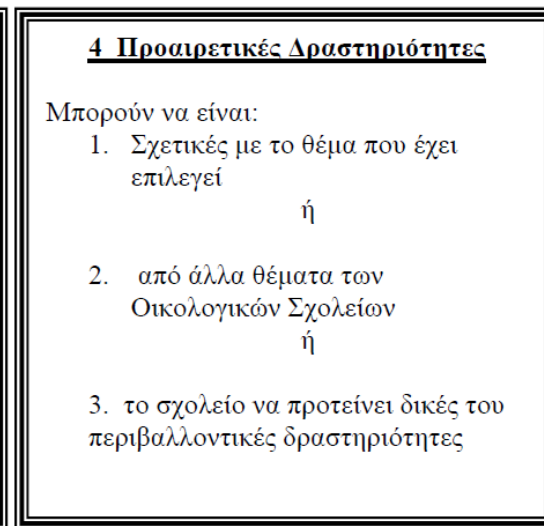 4 Προαιρετικές Δραστηριότητες
Μπορούν να είναι:
1. Σχετικές με το θέμα που έχει
επιλεγεί
ή
2. από άλλα θέματα των
Οικολογικών Σχολείων
ή
3. το σχολείο να προτείνει δικές του
περιβαλλοντικές δραστηριότητες